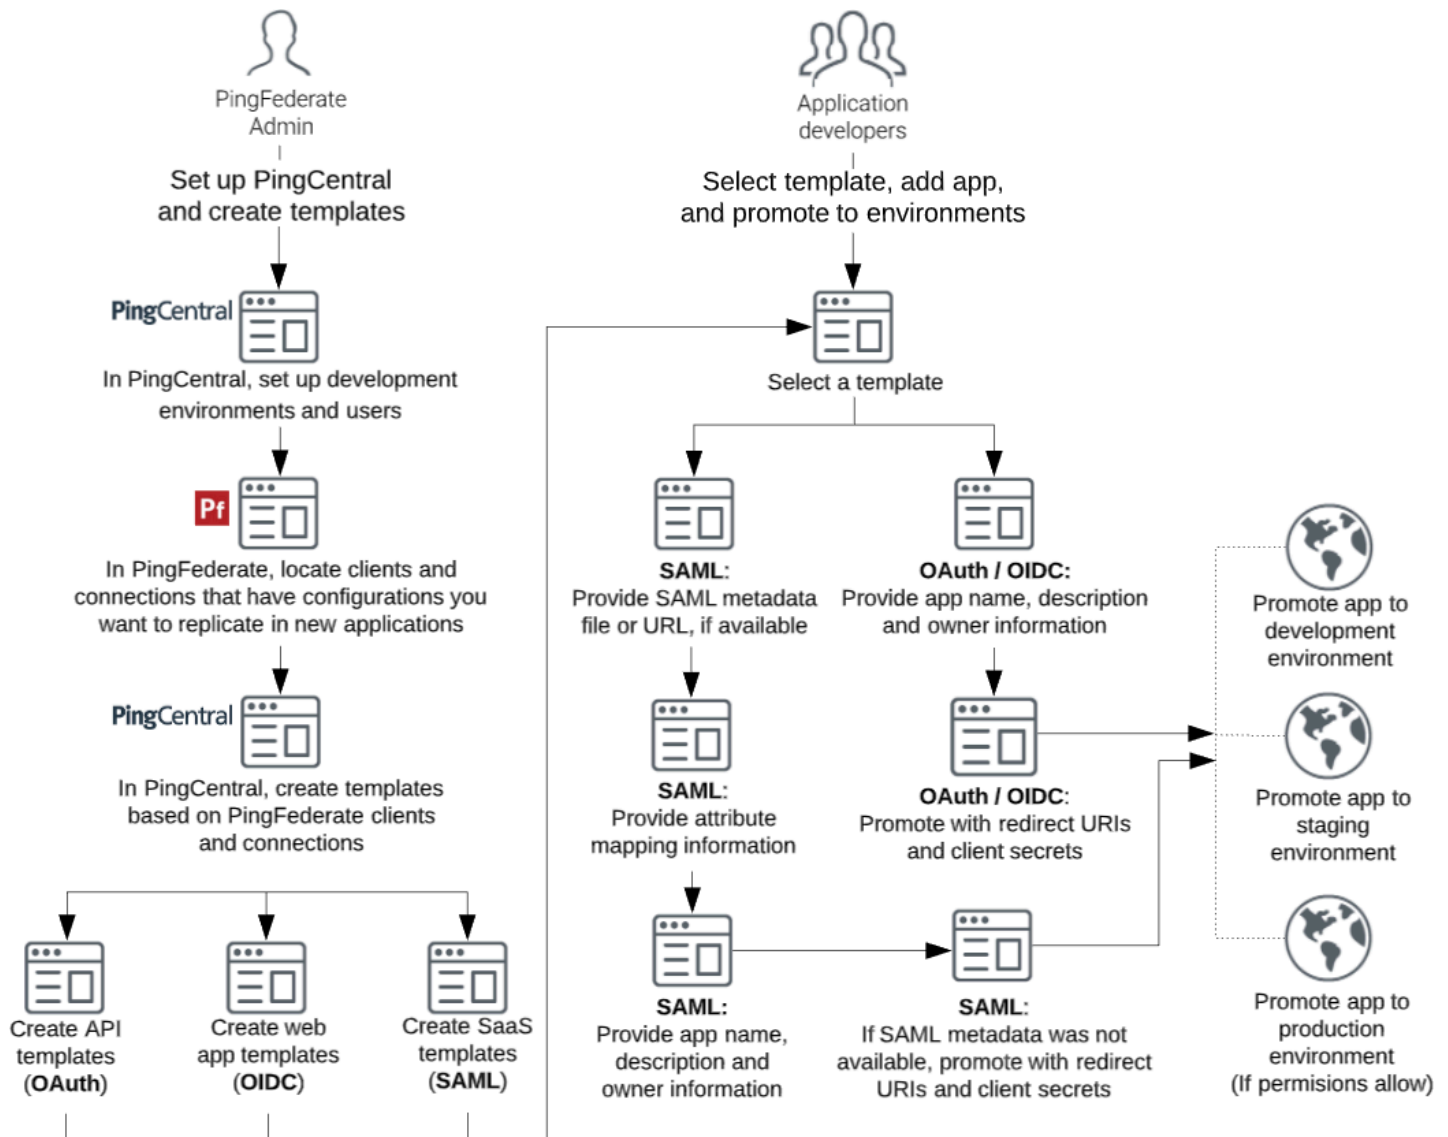 PingFederate
Admin
Set up PingCentral
and create templates
PingCentral
In PingCentral, set up development
environments and users
Pf
In PingFederate, locate clients and
connections that have configurations you
want to replicate in new applications
PingCentral
In PingCentral, create templates
based on PingFederate clients
and connections
Create API
templates
(OAuth)
Create web
app templates
(OIDC)
Create SaaS
templates
(SAML)
Application
developers
Select template, add app,
and promote to environments
Select a template
SAML:
Provide SAML metadata
file or URL, if available
SAML:
Provide attribute
mapping information
SAML:
Provide app name,
description and
owner information
OAuth / OIDC:
Provide app name, description
and owner information
OAuth / OIDC:
Promote with redirect URIs
and client secrets
SAML:
If SAML metadata was not
available, promote with redirect
URIs and client secrets
Promote app to
development
environment
Promote app to
staging
environment
Promote app to
production
environment
(If permisions allow)